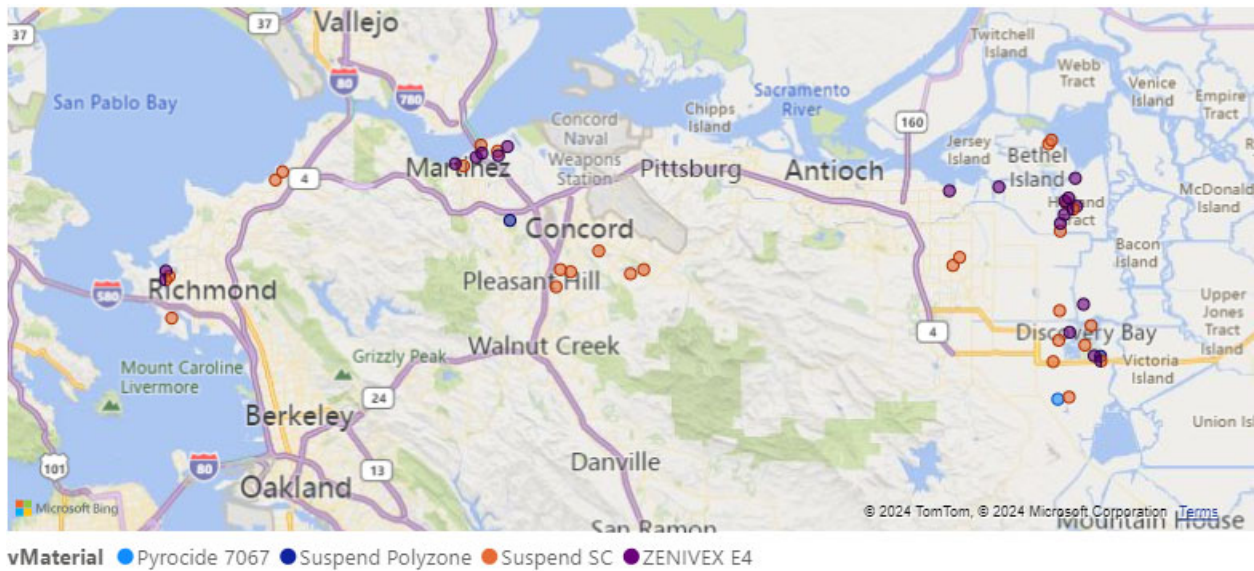 37
Vallejo
37
San Pablo Bay
80
780
Concord
Naval
Weapons
Station
Chipps
Island
Sacramento
River
160
Twitchell
Island
Webb
Tract
Venice
Island
Empire
Tract
Jersey
Island
Bethel
Island
4
Martinez
Pittsburg
Antioch
McDonald
Island
Tract
Concord
Bacon
Island
Richmond
580
Pleasant Hill
Upper
Jones
Tract
Island
4
Discovery Bay
Walnut Creek
Grizzly Peak
Mount Caroline
Livermore
Victoria
Island
24
Berkeley
Union Isl
101
80
13
Danville
Oakland
Microsoft Bing
© 2024 TomTom, © 2024 Microsoft Corporation Terms
San Ramon
Mountain House
vMaterial Pyrocide 7067 Suspend Polyzone Suspend SC ZENIVEX E4